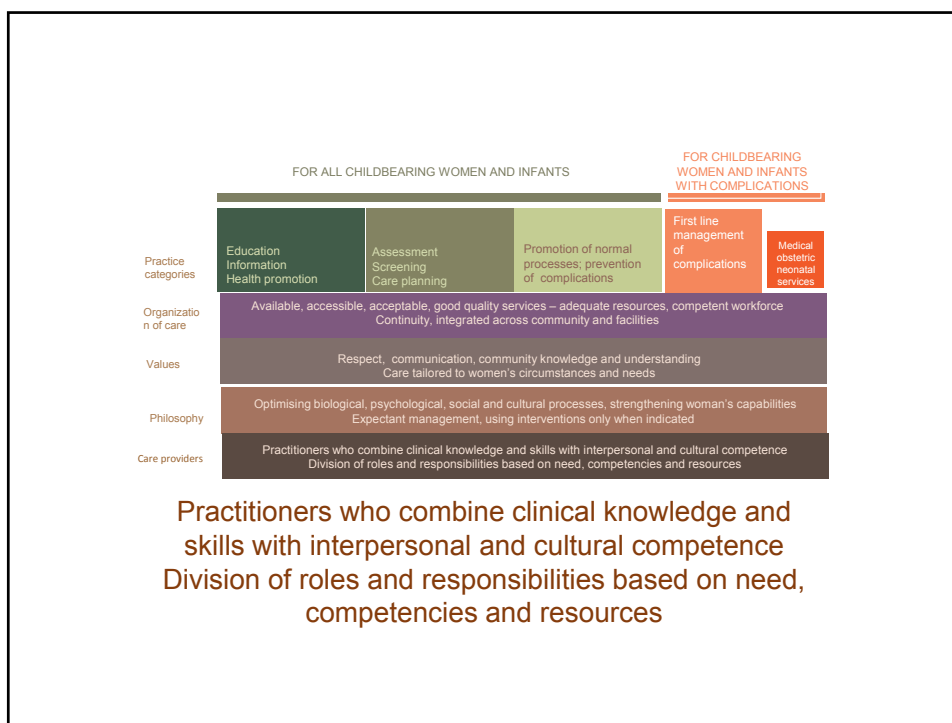 FOR ALL CHILDBEARING WOMEN AND INFANTS
FOR CHILDBEARING
WOMEN AND INFANTS
WITH COMPLICATIONS
Practice
categories
Education
Information
Health promotion
Assessment
Screening
Care planning
Promotion of normal
processes; prevention
of complications
First line
management
of
complications
Medical
obstetric
neonatal
services
Organizatio
n of care
Available, accessible, acceptable, good quality services – adequate resources, competent workforce
Continuity, integrated across community and facilities
Values
Respect, communication, community knowledge and understanding
Care tailored to women's circumstances and needs
Philosophy
Optimising biological, psychological, social and cultural processes, strengthening woman's capabilities
Expectant management, using interventions only when indicated
Care providers
Practitioners who combine clinical knowledge and skills with interpersonal and cultural competence
Division of roles and responsibilities based on need, competencies and resources
Practitioners who combine clinical knowledge and
skills with interpersonal and cultural competence
Division of roles and responsibilities based on need,
competencies and resources